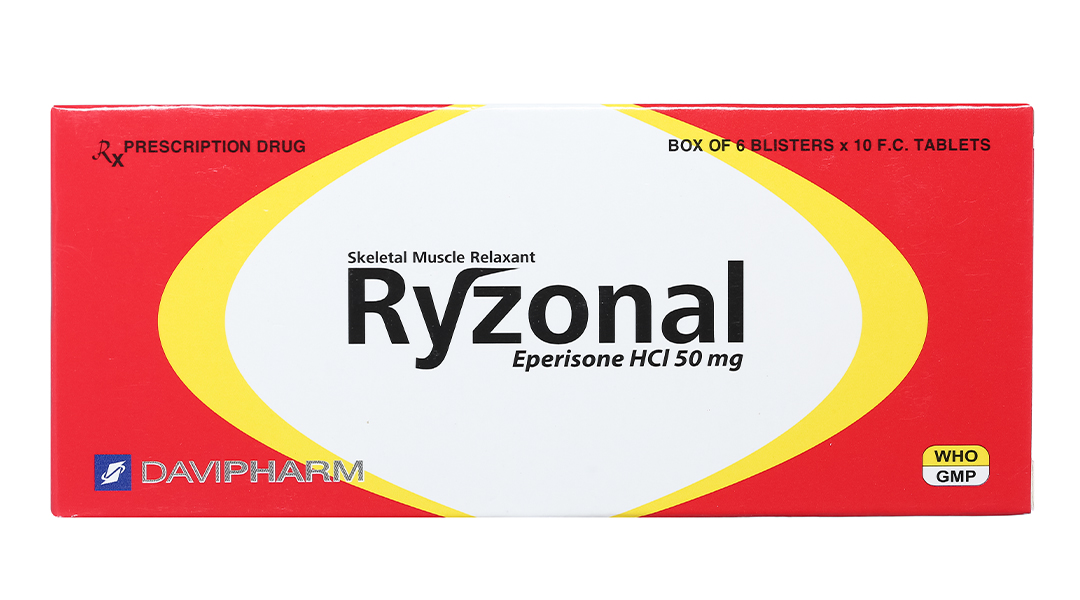 Rx PRESCRIPTION DRUG
BOX OF 6 BLISTERS x 10 F.C. TABLETS
Skeletal Muscle Relaxant
Ryzonal
Eperisone HCl 50 mg
DAVIPHARM
WHO
GMP